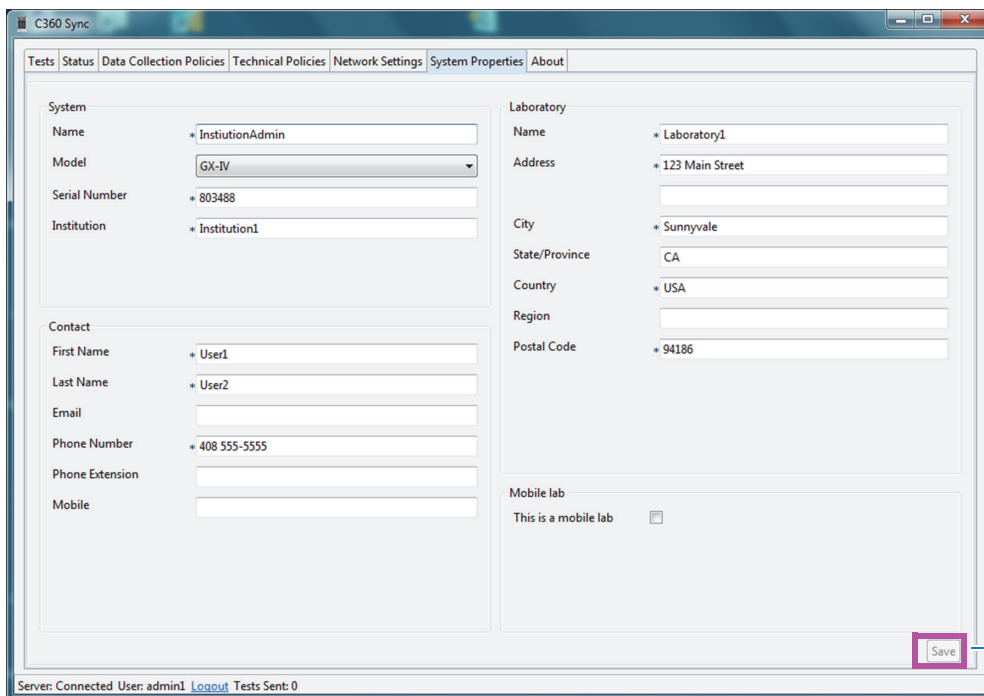 C360 Sync
Tests Status Data Collection Policies Technical Policies Network Settings System Properties About
System
Name * InstiutionAdmin
Model GX-IV
Serial Number * 803488
Institution * Institution1
Contact
First Name * User1
Last Name * User2
Email
Phone Number * 408 555-5555
Phone Extension
Mobile
Laboratory
Name * Laboratory1
Address * 123 Main Street
City * Sunnyvale
State/Province CA
Country * USA
Region
Postal Code * 94186
Mobile lab
This is a mobile lab
Save
Server: Connected User: admin1 Logout Tests Sent: 0